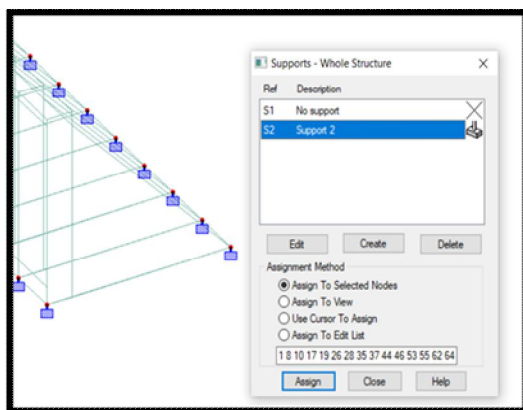 Supports - Whole Structure
Ref Description
S1 No support
S2 Support 2
Edit Create Delete
Assignment Method
Assign To Selected Nodes
Assign To View
Use Cursor To Assign
Assign To Edit List
1 8 10 17 19 26 28 35 37 44 46 53 55 62 64
Assign Close Help